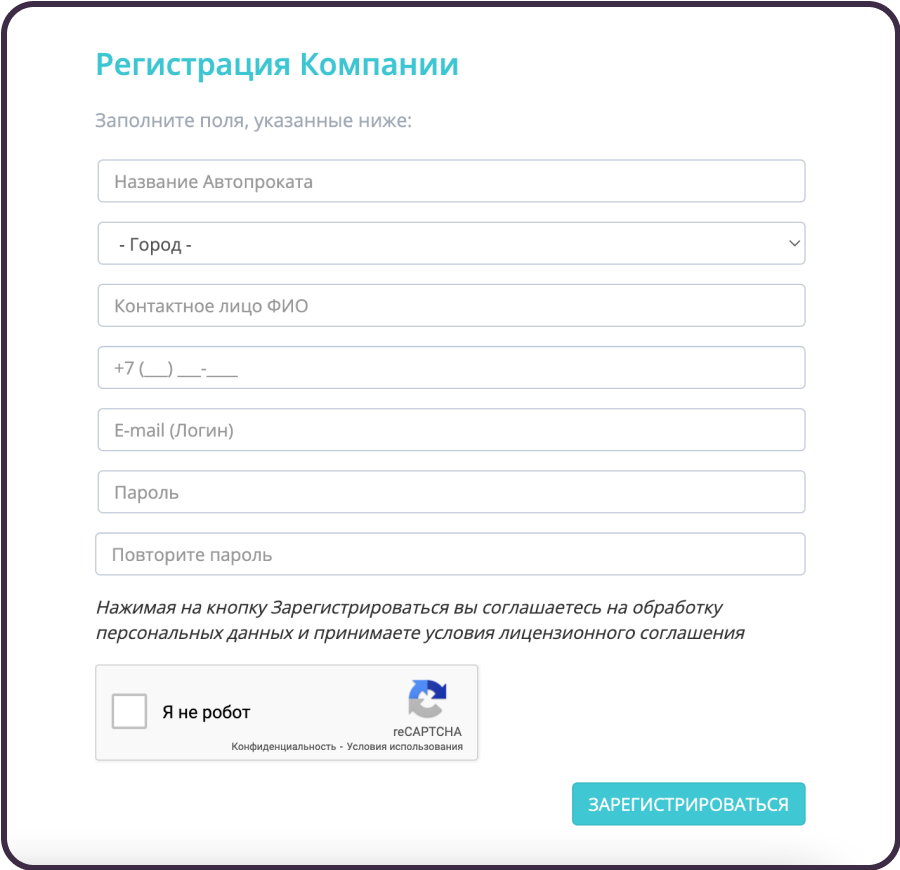 Регистрация Компании
Заполните поля, указанные ниже:
Название Автопроката
- Город -
Контактное лицо ФИО
+7 (___) ___-____
E-mail (Логин)
Пароль
Повторите пароль
Нажимая на кнопку Зарегистрироваться вы соглашаетесь на обработку
персональных данных и принимаете условия лицензионного соглашения
Я не робот
reCAPTCHA
Конфиденциальность - Условия использования
ЗАРЕГИСТРИРОВАТЬСЯ